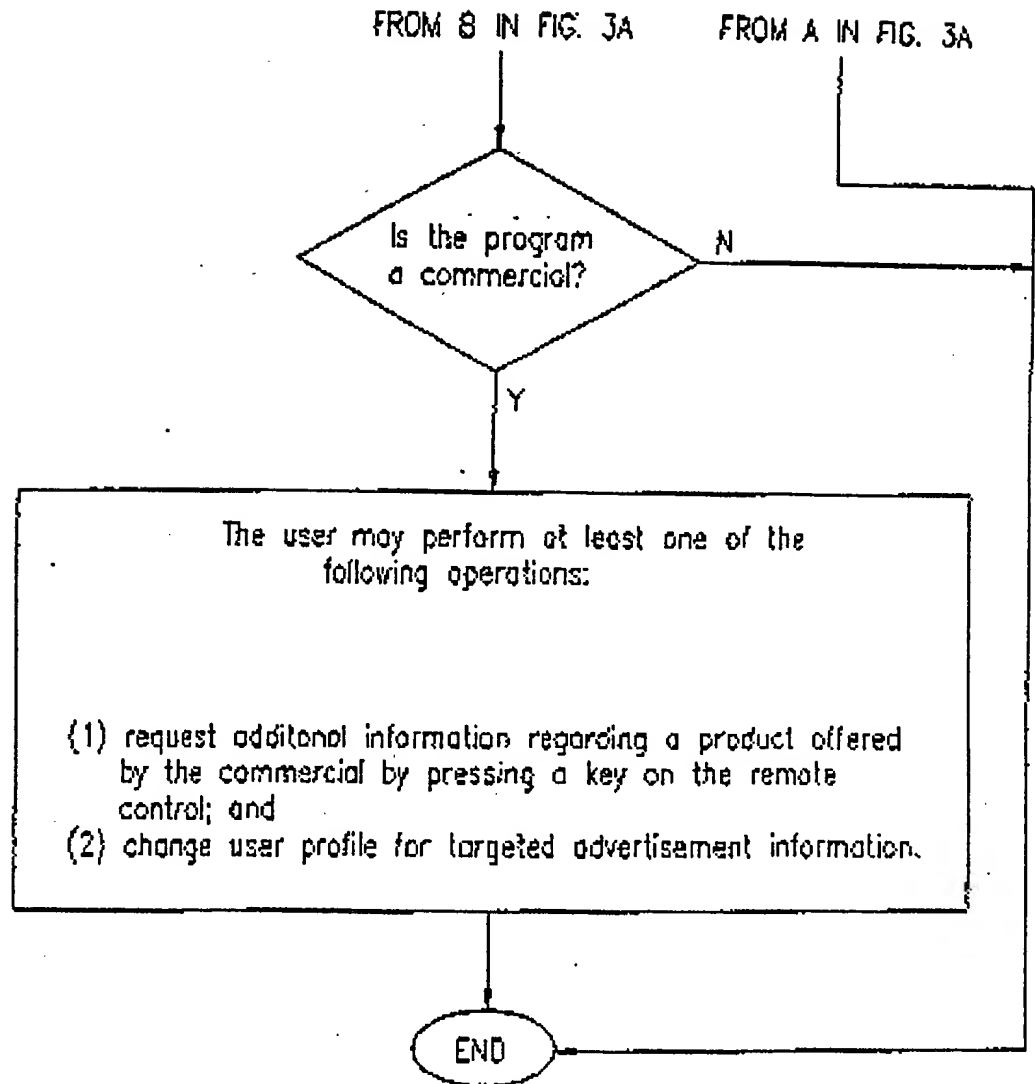 FROM B IN FIG. 3A
FROM A IN FIG. 3A
Is the program
a commercial?
N
Y
The user may perform at least one of the
following operations:
(1) request additonal information regarding a product offered
by the commercial by pressing a key on the remote
control; and
(2) change user profile for targeted advertisement information.
END